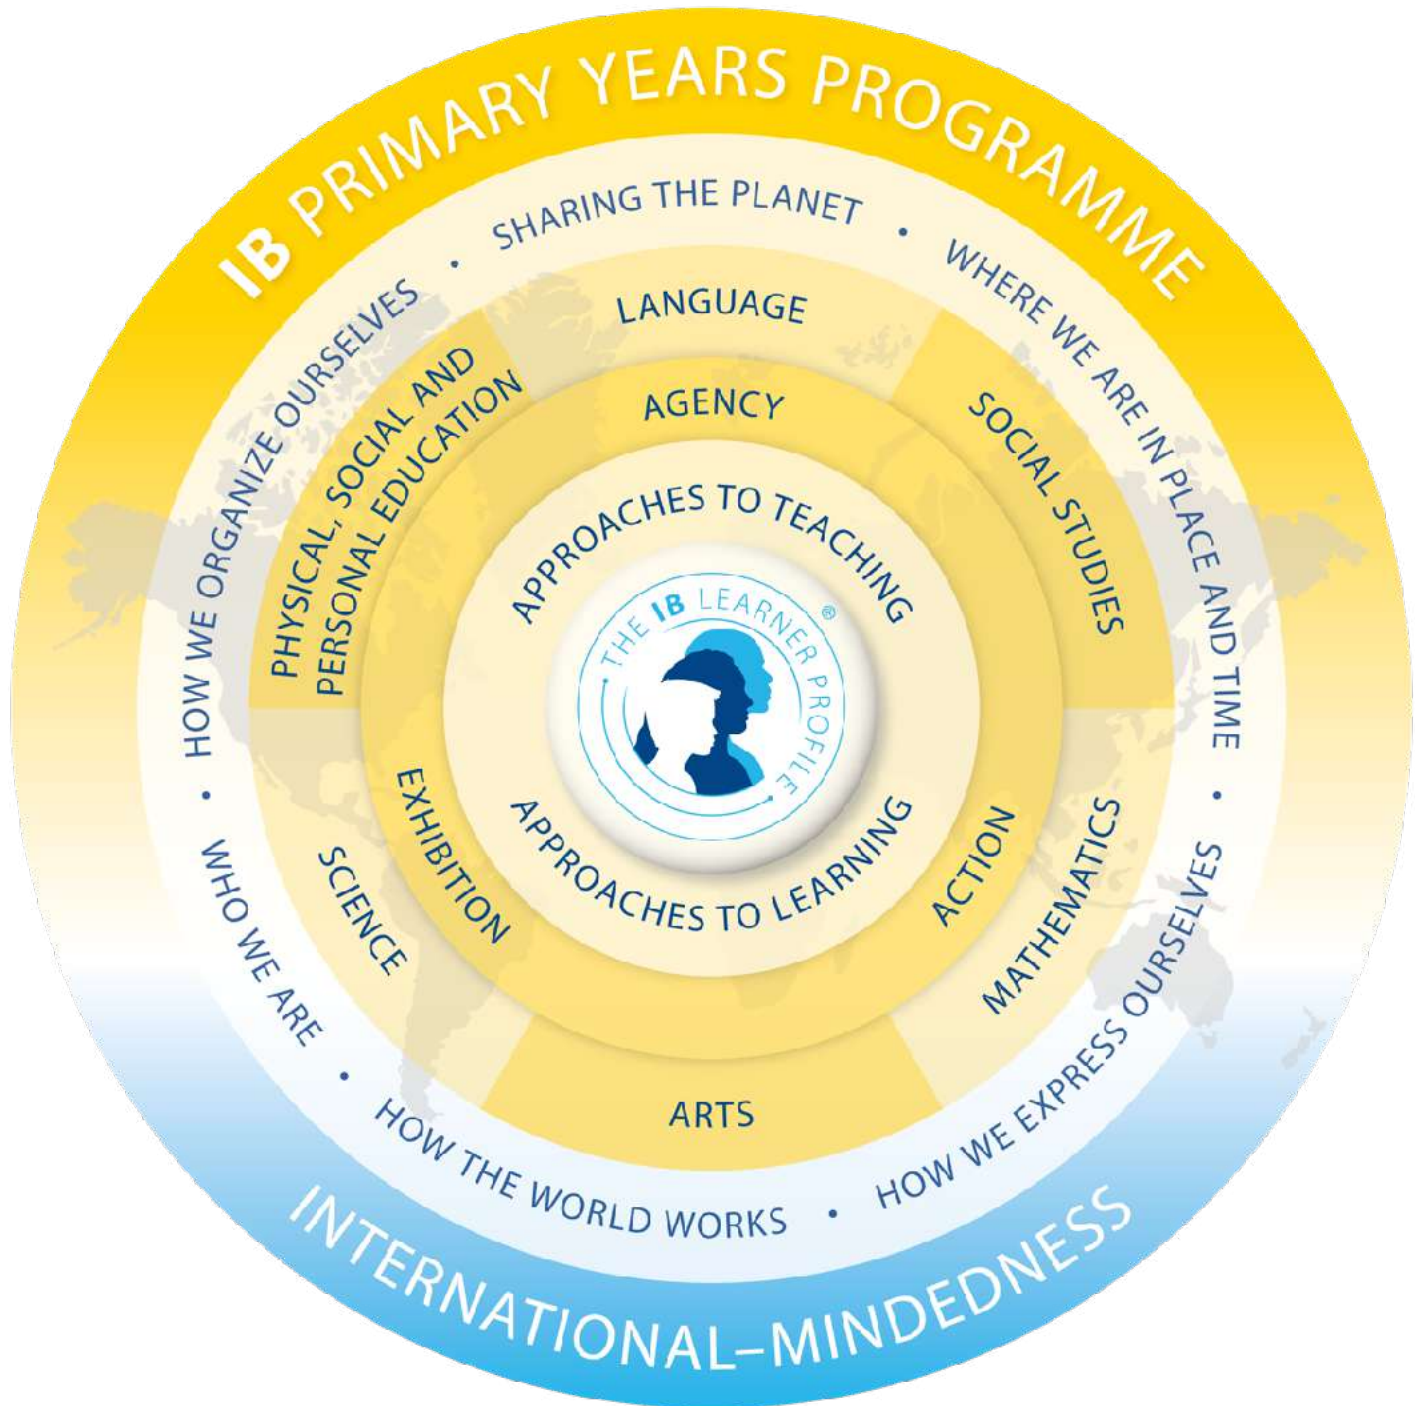 IB PRIMARY YEARS PROGRAMME
SHARING THE PLANET
•
WHERE WE ARE IN PLACE AND TIME
•
HOW WE EXPRESS OURSELVES
•
HOW THE WORLD WORKS
•
WHO WE ARE
•
HOW WE ORGANIZE OURSELVES
•
LANGUAGE
SOCIAL STUDIES
MATHEMATICS
ARTS
SCIENCE
PHYSICAL, SOCIAL AND
PERSONAL EDUCATION
AGENCY
ACTION
EXHIBITION
APPROACHES TO TEACHING
THE IB LEARNER PROFILE
®
APPROACHES TO LEARNING
INTERNATIONAL–MINDEDNESS